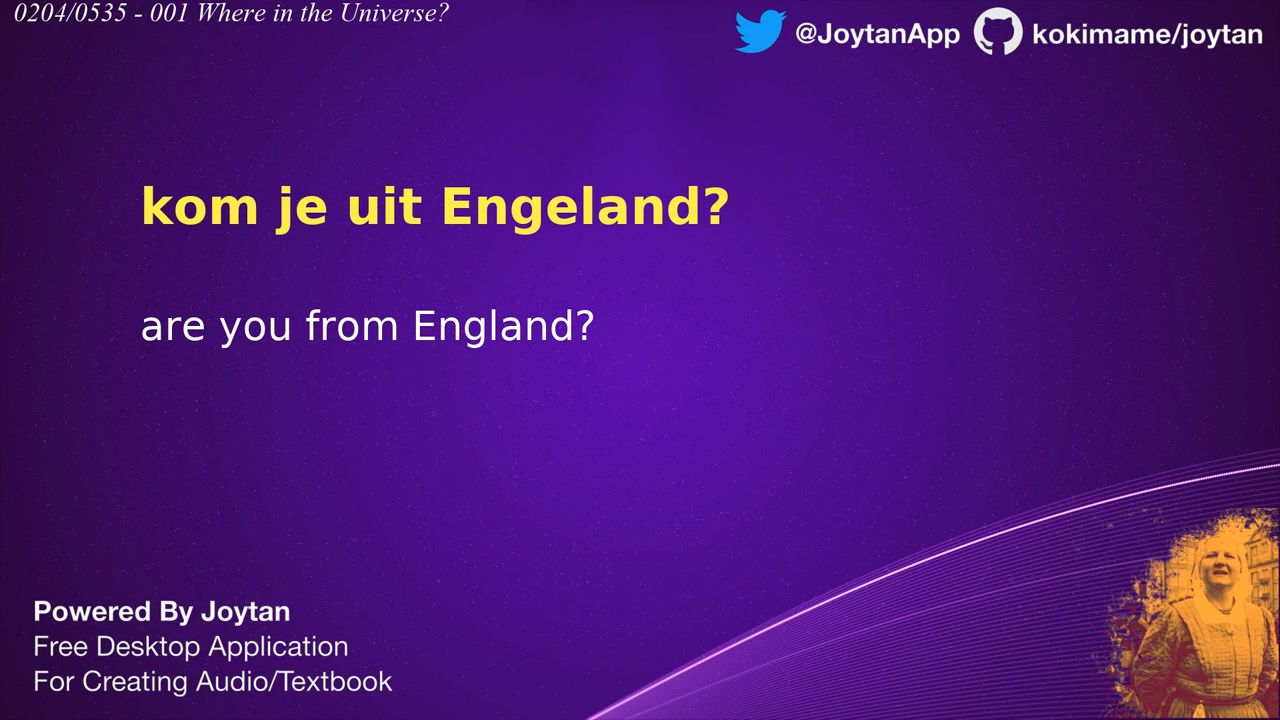 0204/0535 - 001 Where in the Universe?
@JoytanApp kokimame/joytan
kom je uit Engeland?
are you from England?
Powered By Joytan
Free Desktop Application
For Creating Audio/Textbook